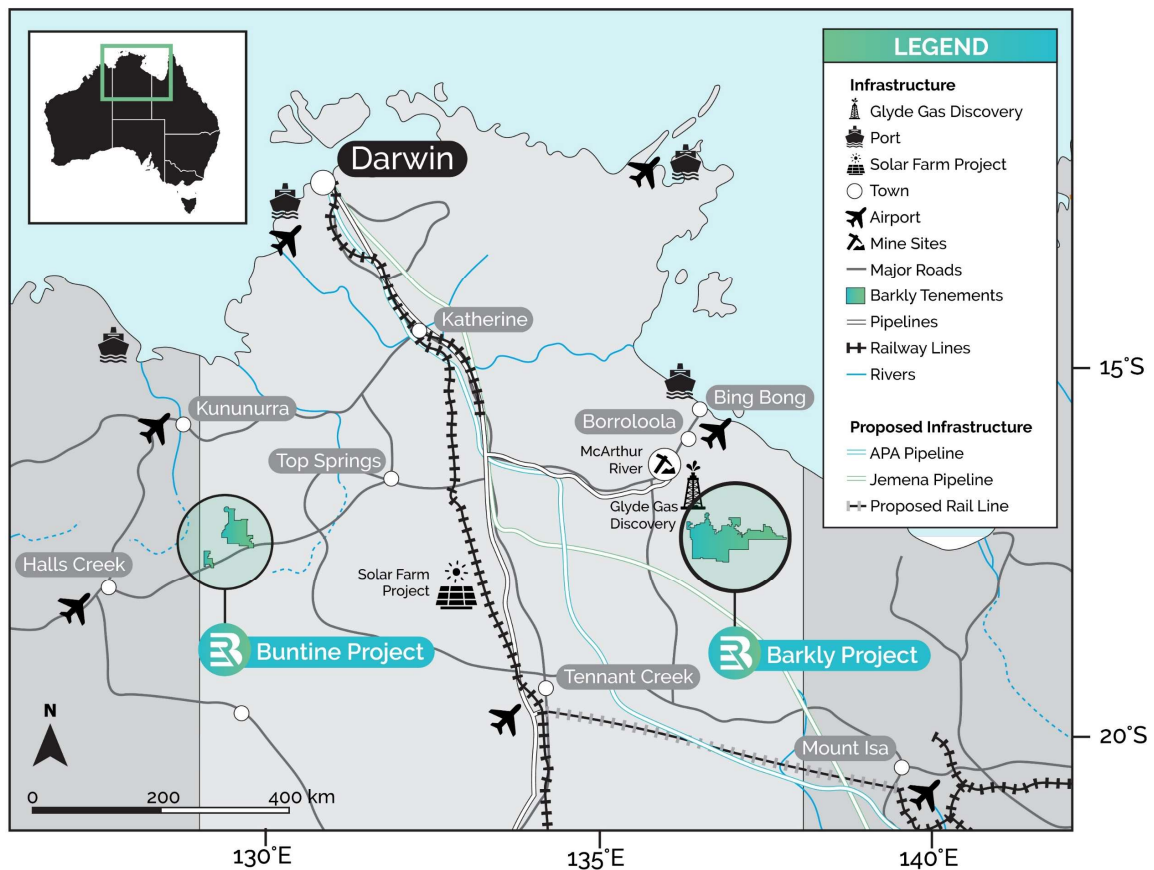 LEGEND
Infrastructure
Glyde Gas Discovery
Port
Solar Farm Project
Town
Airport
Mine Sites
Major Roads
Barkly Tenements
Pipelines
Railway Lines
Rivers
Proposed Infrastructure
APA Pipeline
Jemena Pipeline
Proposed Rail Line
Darwin
Katherine
15°S
Kununurra
Bing Bong
Borroloola
McArthur
River
Top Springs
Glyde Gas
Discovery
Halls Creek
Solar Farm
Project
Buntine Project
Barkly Project
Tennant Creek
N
Mount Isa
20°S
0 200 400 km
130°E 135°E 140°E